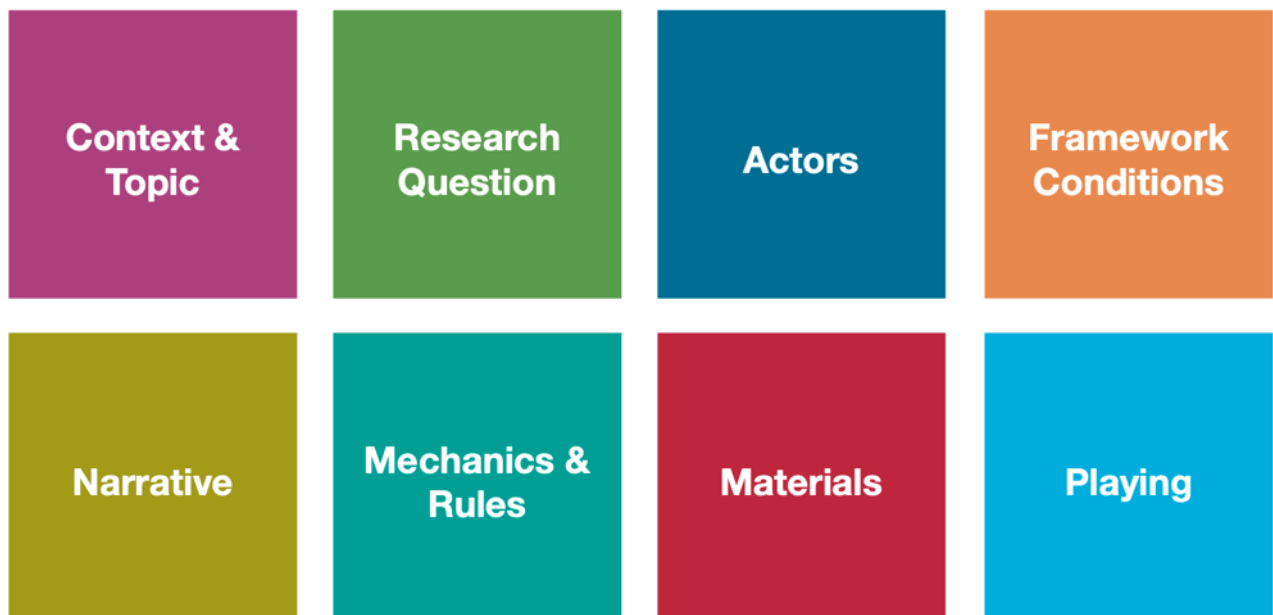 Context &
Topic
Research
Question
Actors
Framework
Conditions
Narrative
Mechanics &
Rules
Materials
Playing